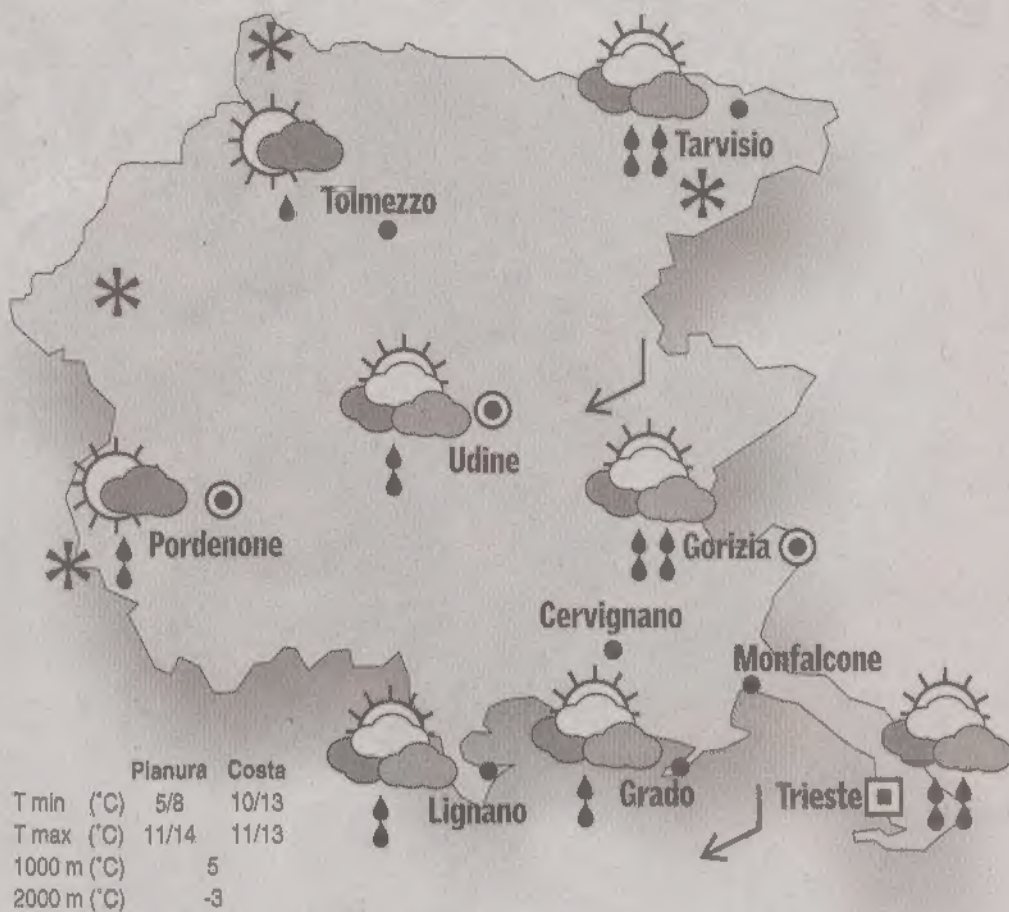 Tarvisio
Tolmezzo
Udine
Pordenone
Gorizia
Cervignano
Monfalcone
Lignano
Grado
Trieste
Pianura Costa
T min (°C) 5/8 10/13
T max (°C) 11/14 11/13
1000 m (°C) 5
2000 m (°C) -3